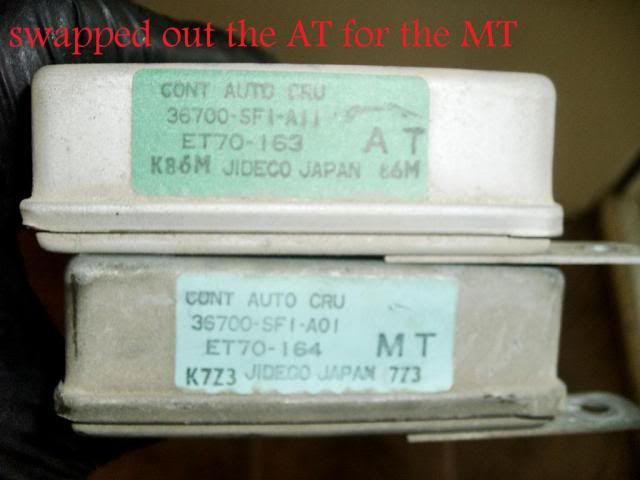 swapped out the AT for the MT
CONT AUTO CRU
36700-SF1-A11
ET70-163 AT
K86M JIDECO JAPAN 86M
CONT AUTO CRU
36700-SF1-A01
ET70-164 MT
K7Z3 JIDECO JAPAN 7Z3